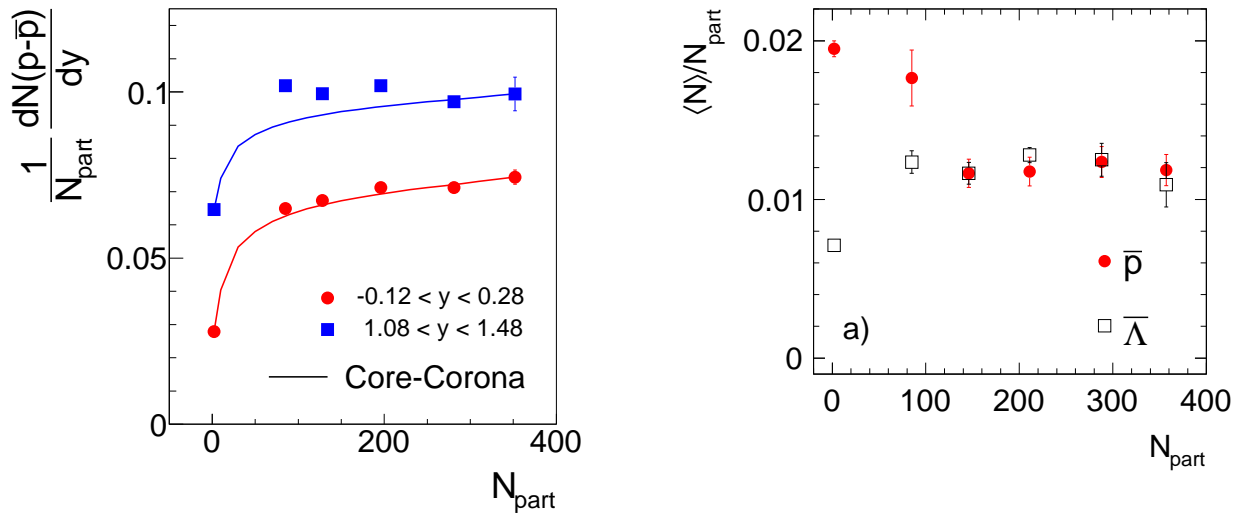 1 dN(p-p̅)
N_part dy
0.1
0.05
0
0 200 400
N_part
-0.12 < y < 0.28
1.08 < y < 1.48
Core-Corona
⟨N⟩/N_part
0.02
0.01
0
0 100 200 300 400
N_part
p̅
Λ̅
a)